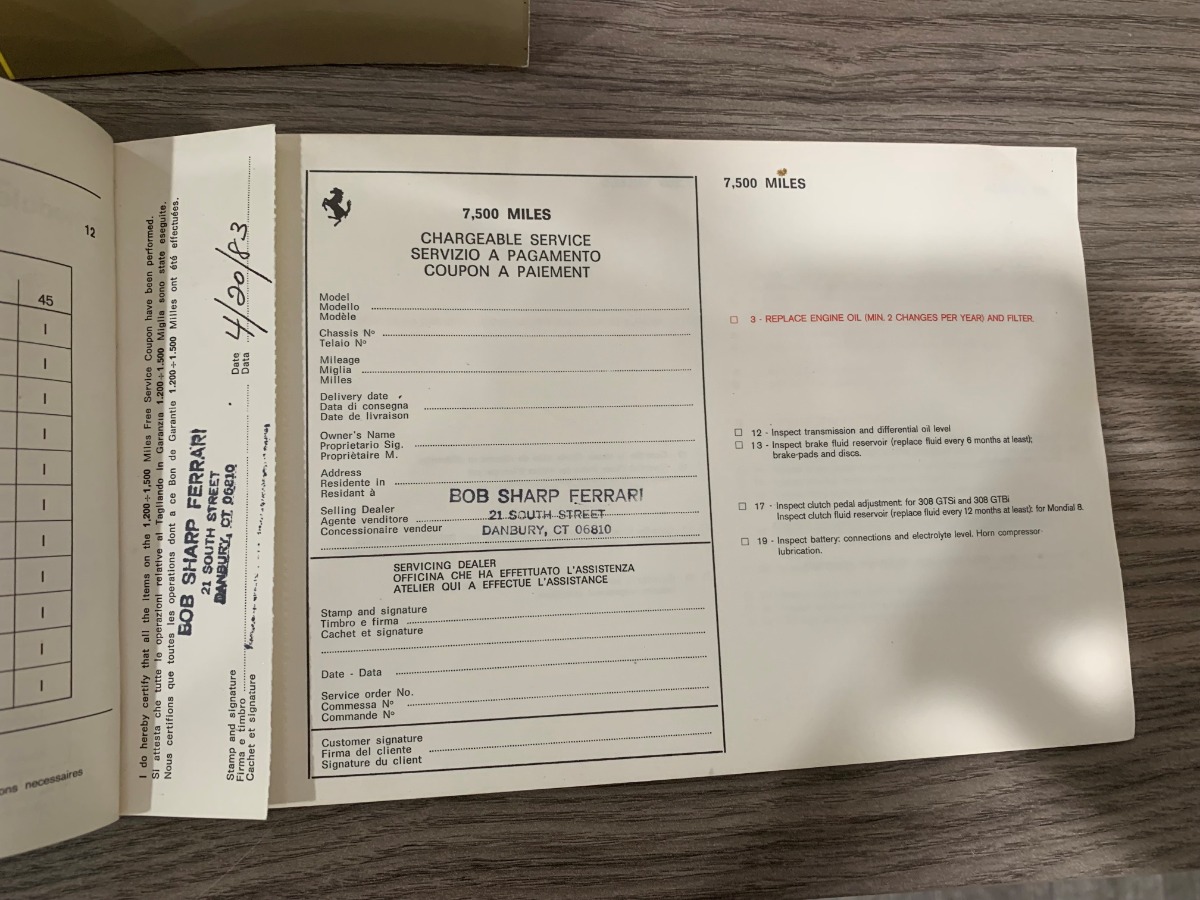 12
45
ons necessaires
I do hereby certify that all the items on the 1,200÷1,500 Miles Free Service Coupon have been performed.
Si attesta che tutte le operazioni relative al Tagliando in Garanzia 1.200÷1.500 Miglia sono state eseguite.
Nous certifions que toutes les operations dont a ce Bon de Garantie 1.200÷1.500 Milles ont été effectuées.
BOB SHARP FERRARI
21 SOUTH STREET
DANBURY, CT 06810
Stamp and signature
Firma e timbro
Cachet et signature
Date
Data
4/20/83
7,500 MILES
CHARGEABLE SERVICE
SERVIZIO A PAGAMENTO
COUPON A PAIEMENT
Model
Modello
Modèle
Chassis Nº
Telaio Nº
Mileage
Miglia
Milles
Delivery date
Data di consegna
Date de livraison
Owner's Name
Proprietario Sig.
Propriètaire M.
Address
Residente in
Residant à
Selling Dealer
Agente venditore
Concessionaire vendeur
BOB SHARP FERRARI
21 SOUTH STREET
DANBURY, CT 06810
SERVICING DEALER
OFFICINA CHE HA EFFETTUATO L'ASSISTENZA
ATELIER QUI A EFFECTUE L'ASSISTANCE
Stamp and signature
Timbro e firma
Cachet et signature
Date - Data
Service order No.
Commessa Nº
Commande Nº
Customer signature
Firma del cliente
Signature du client
7,500 MILES
3 - REPLACE ENGINE OIL (MIN. 2 CHANGES PER YEAR) AND FILTER.
12 - Inspect transmission and differential oil level
13 - Inspect brake fluid reservoir (replace fluid every 6 months at least);
brake-pads and discs.
17 - Inspect clutch pedal adjustment: for 308 GTSi and 308 GTBi
Inspect clutch fluid reservoir (replace fluid every 12 months at least): for Mondial 8.
19 - Inspect battery: connections and electrolyte level. Horn compressor
lubrication.